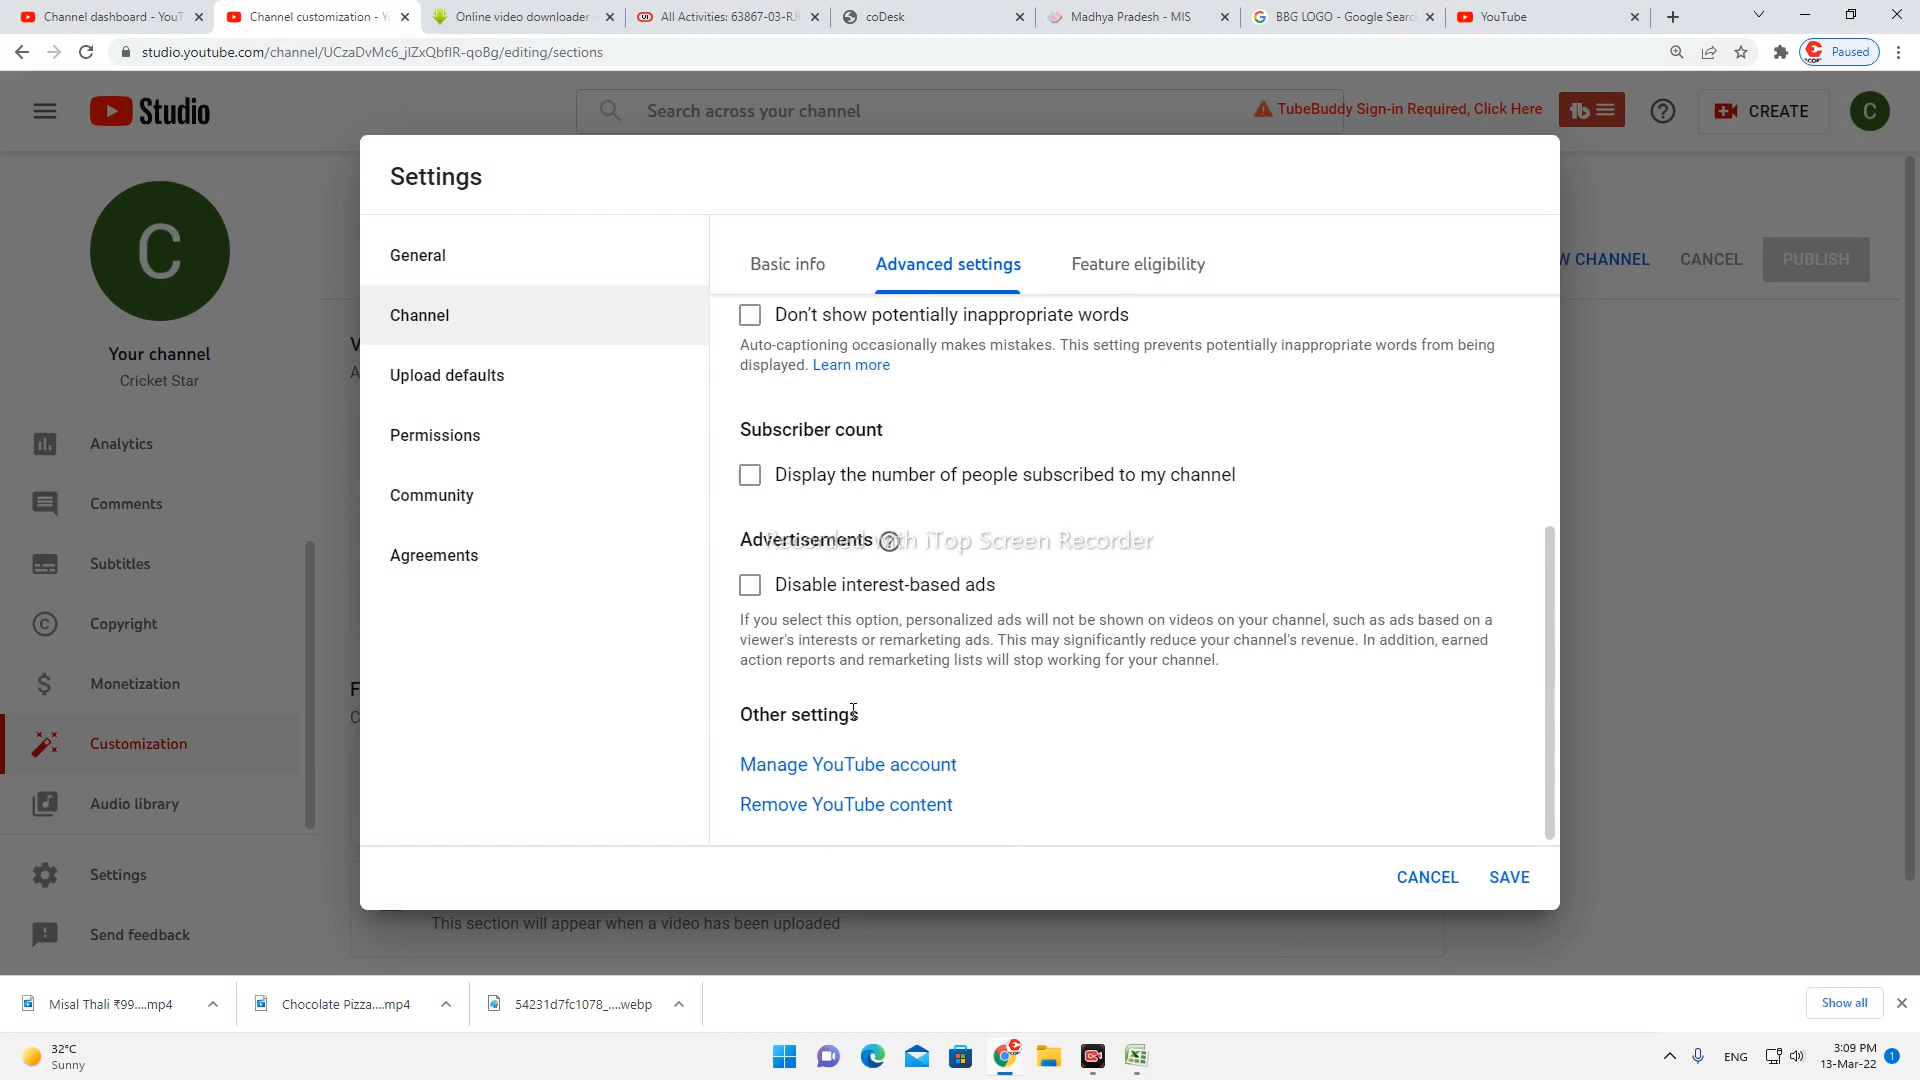 Channel dashboard - YouT
Channel customization - Y
Online video downloader
All Activities: 63867-03-RJ
coDesk
Madhya Pradesh - MIS
BBG LOGO - Google Searc
YouTube
studio.youtube.com/channel/UCzaDvMc6_jlZxQbflR-qoBg/editing/sections
Paused
Studio
Search across your channel
TubeBuddy Sign-in Required, Click Here
CREATE
C
C
Your channel
Cricket Star
W CHANNEL
CANCEL
PUBLISH
Analytics
Comments
Subtitles
Copyright
Monetization
Customization
Audio library
Settings
Send feedback
Settings
General
Channel
Upload defaults
Permissions
Community
Agreements
Basic info
Advanced settings
Feature eligibility
Don't show potentially inappropriate words
Auto-captioning occasionally makes mistakes. This setting prevents potentially inappropriate words from being
displayed. Learn more
Subscriber count
Display the number of people subscribed to my channel
Advertisements
Recorded with iTop Screen Recorder
Disable interest-based ads
If you select this option, personalized ads will not be shown on videos on your channel, such as ads based on a
viewer's interests or remarketing ads. This may significantly reduce your channel's revenue. In addition, earned
action reports and remarketing lists will stop working for your channel.
Other settings
Manage YouTube account
Remove YouTube content
CANCEL
SAVE
This section will appear when a video has been uploaded
Misal Thali ₹99....mp4
Chocolate Pizza....mp4
54231d7fc1078_....webp
Show all
32°C
Sunny
ENG
3:09 PM
13-Mar-22
1